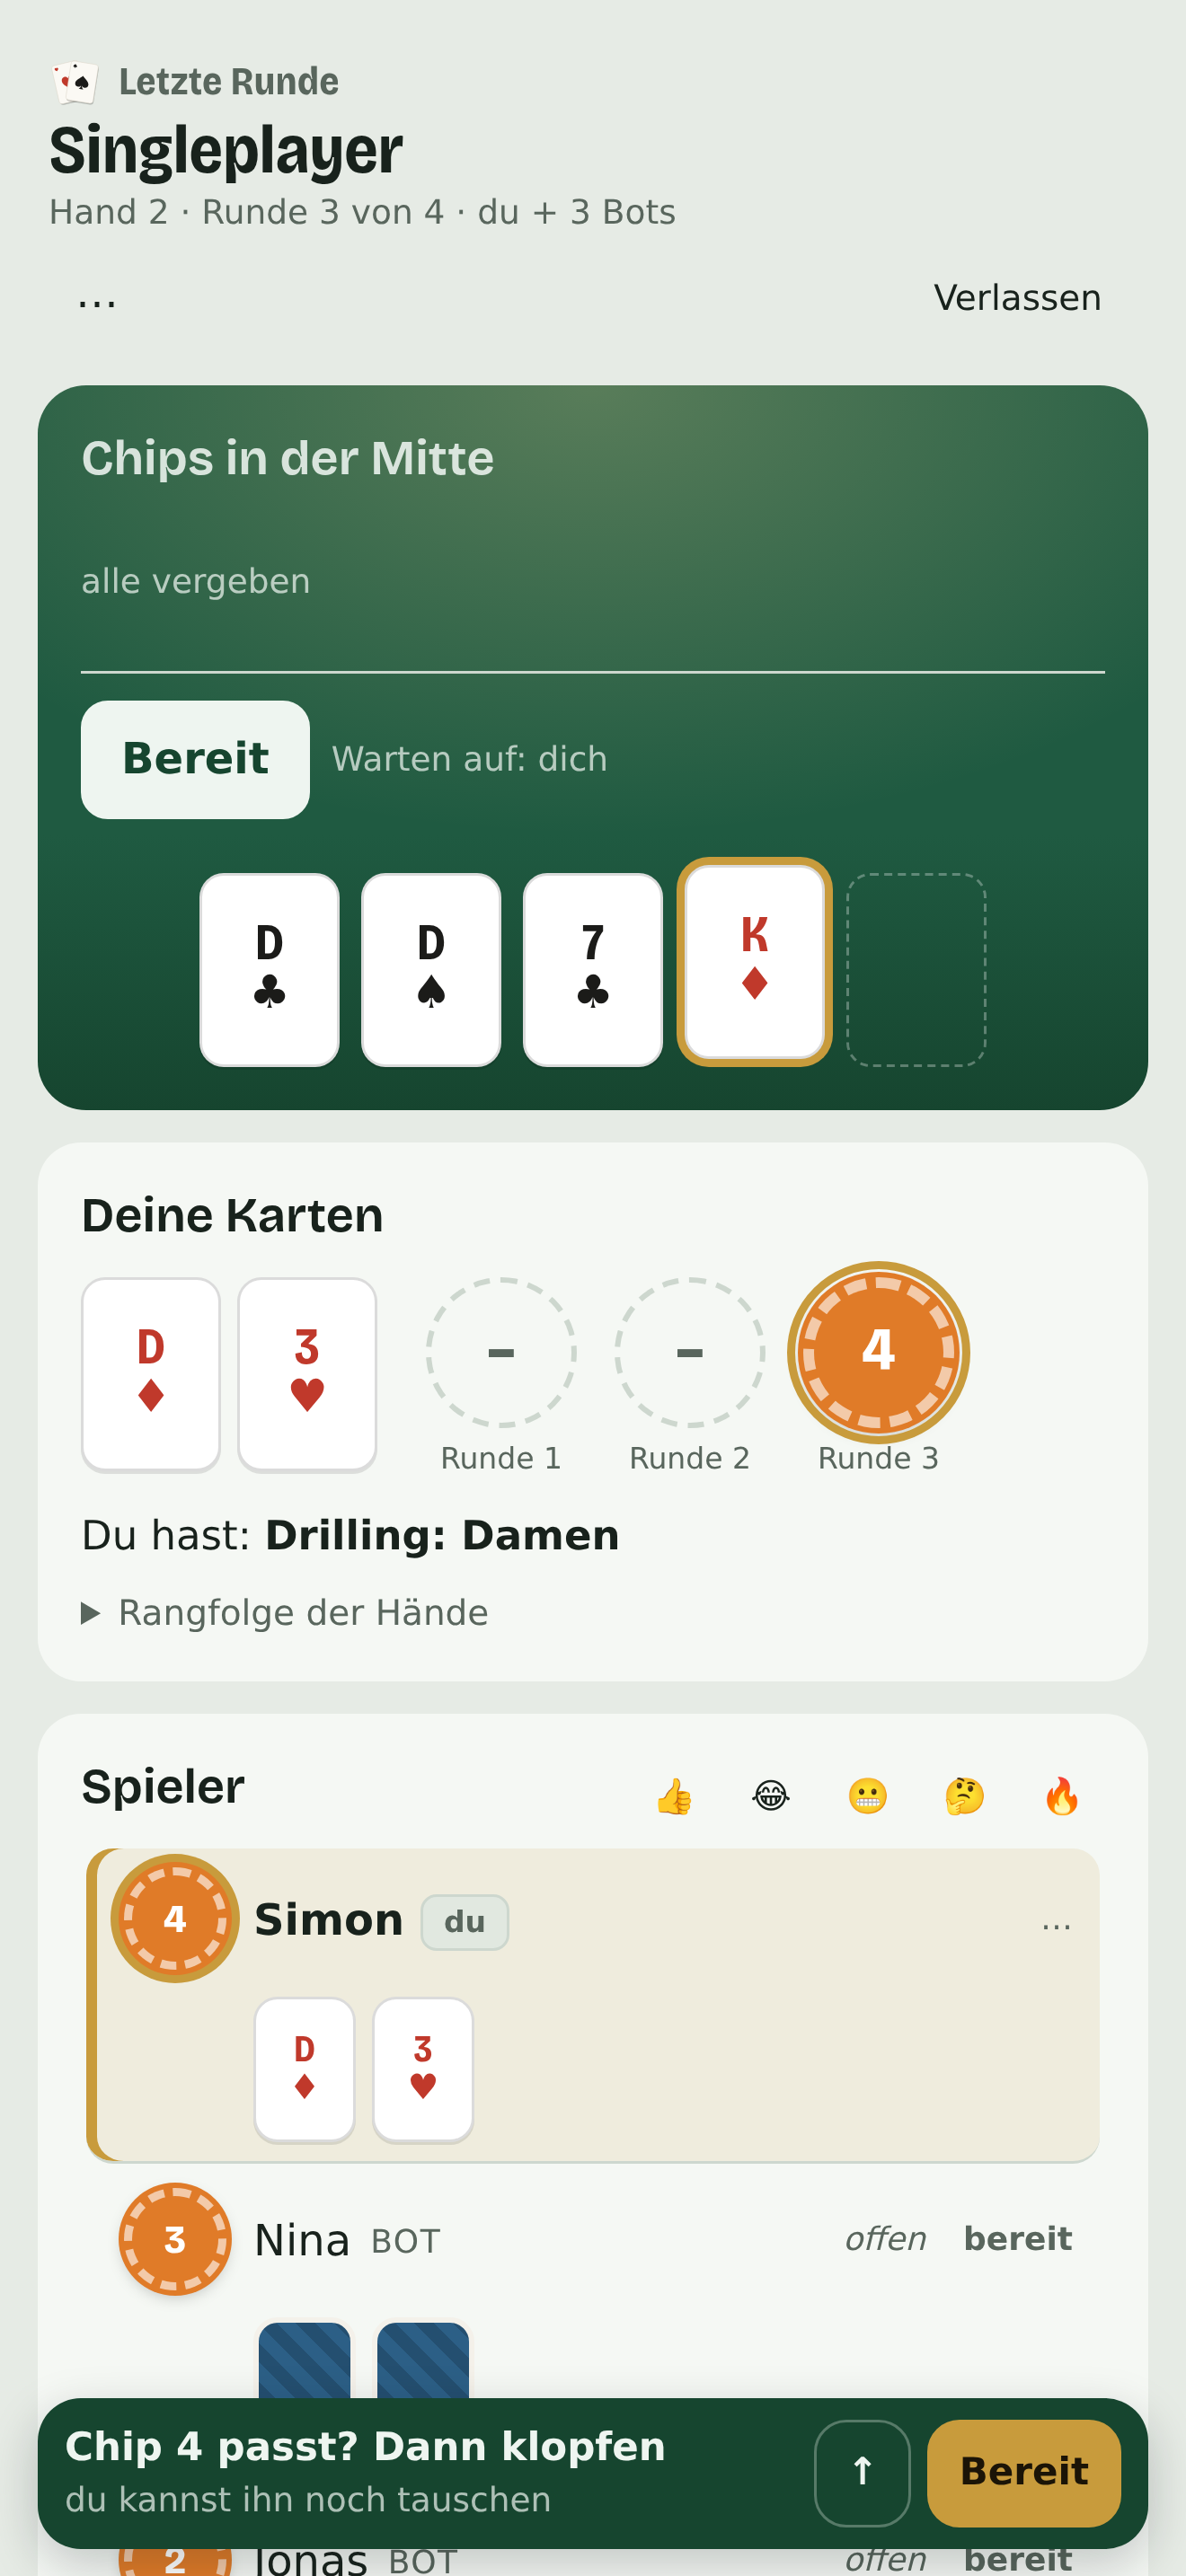 Letzte Runde
Singleplayer
Hand 2 · Runde 3 von 4 · du + 3 Bots
... Verlassen
Chips in der Mitte
alle vergeben
Bereit Warten auf: dich
D D 7 K
♣ ♠ ♣ ♦
Deine Karten
D 3 – – 4
♦ ♥
Runde 1 Runde 2 Runde 3
Du hast: Drilling: Damen
▶ Rangfolge der Hände
Spieler 👍 😂 😬 🤔 🔥
4 Simon du ...
D 3
♦ ♥
3 Nina BOT offen bereit
Chip 4 passt? Dann klopfen
du kannst ihn noch tauschen
↑ Bereit
2 Jonas BOT offen bereit